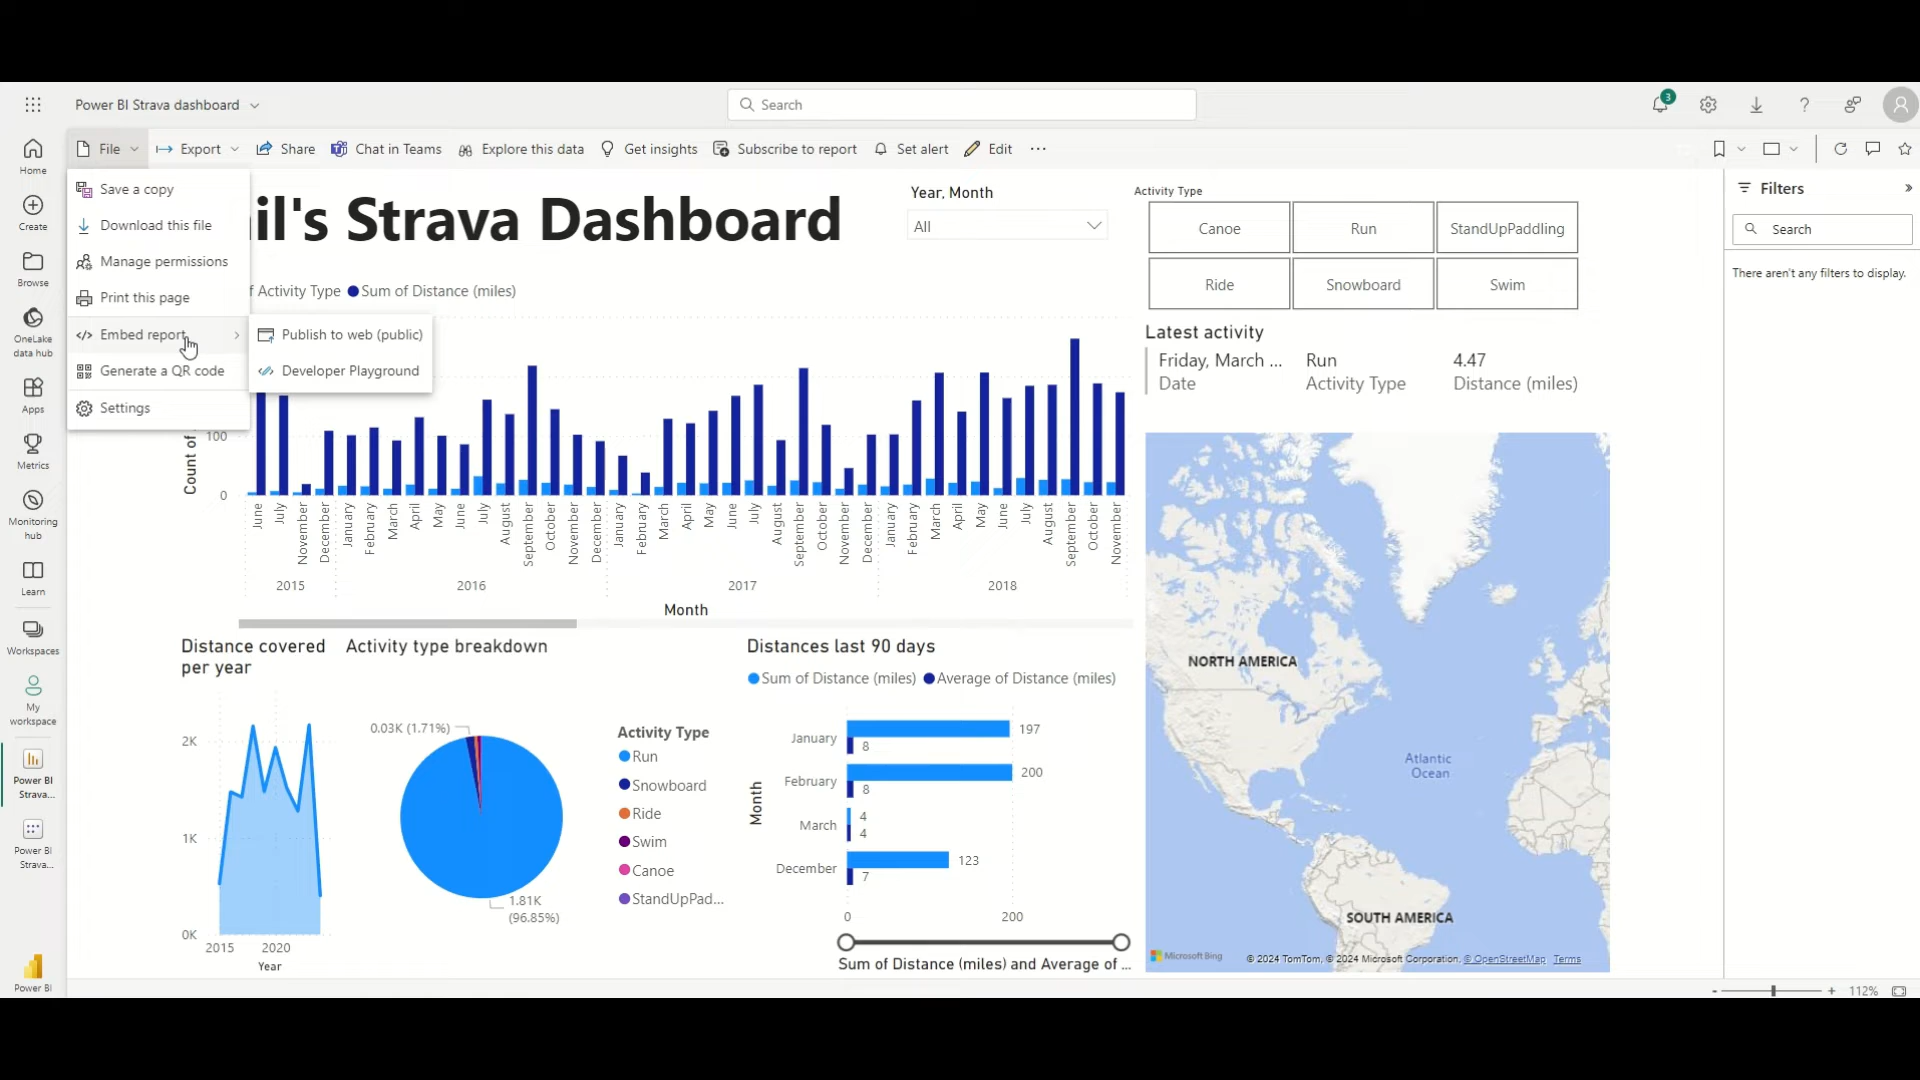 Power BI Strava dashboard
Search
3
Home
Create
Browse
OneLake
data hub
Apps
Metrics
Monitoring
hub
Learn
Workspaces
My
workspace
Power BI
Strava...
Power BI
Strava...
Power BI
File
Export
Share
Chat in Teams
Explore this data
Get insights
Subscribe to report
Set alert
Edit
...
Save a copy
Download this file
Manage permissions
Print this page
Embed report
Generate a QR code
Settings
Publish to web (public)
Developer Playground
il's Strava Dashboard
Year, Month
All
Activity Type
Canoe
Run
StandUpPaddling
Ride
Snowboard
Swim
Filters
Search
There aren't any filters to display.
f Activity Type
Sum of Distance (miles)
Count of
100
0
June
July
November
December
January
February
March
April
May
June
July
August
September
October
November
December
January
February
March
April
May
June
July
August
September
October
November
December
January
February
March
April
May
June
July
August
September
October
November
2015
2016
2017
2018
Month
Latest activity
Friday, March ...
Run
4.47
Date
Activity Type
Distance (miles)
Distance covered
per year
2K
1K
0K
2015
2020
Year
Activity type breakdown
0.03K (1.71%)
1.81K
(96.85%)
Activity Type
Run
Snowboard
Ride
Swim
Canoe
StandUpPad...
Distances last 90 days
Sum of Distance (miles)
Average of Distance (miles)
Month
January
197
8
February
200
8
March
4
4
December
123
7
0
200
Sum of Distance (miles) and Average of ...
NORTH AMERICA
Atlantic
Ocean
SOUTH AMERICA
Microsoft Bing
© 2024 TomTom, © 2024 Microsoft Corporation, © OpenStreetMap Terms
- + 112%